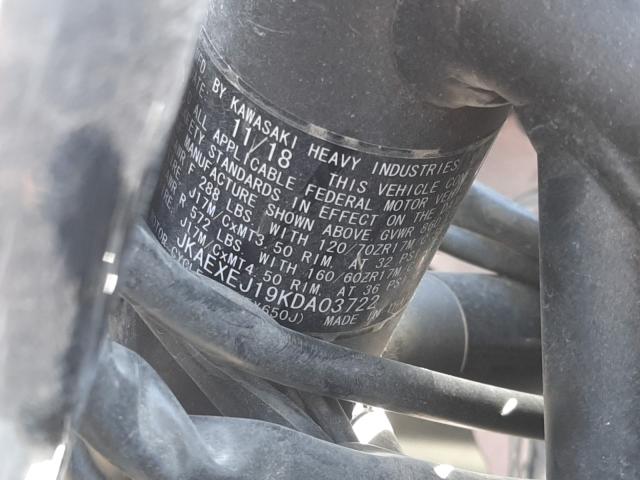 BY KAWASAKI HEAVY INDUSTRIES
11/18 THIS VEHICLE
ALL APPLICABLE FEDERAL MOTOR
STANDARDS IN EFFECT ON THE
MANUFACTURE SHOWN ABOVE. GVWR
F 288 LBS WITH 120/70ZR17M
J17M/CxMT3.50 RIM, AT 32
R 572 LBS WITH 160/60ZR17M
J17M/CxMT4.50 RIM, AT 36 PS
JKAEXEJ19KDA03722
650J) MADE IN